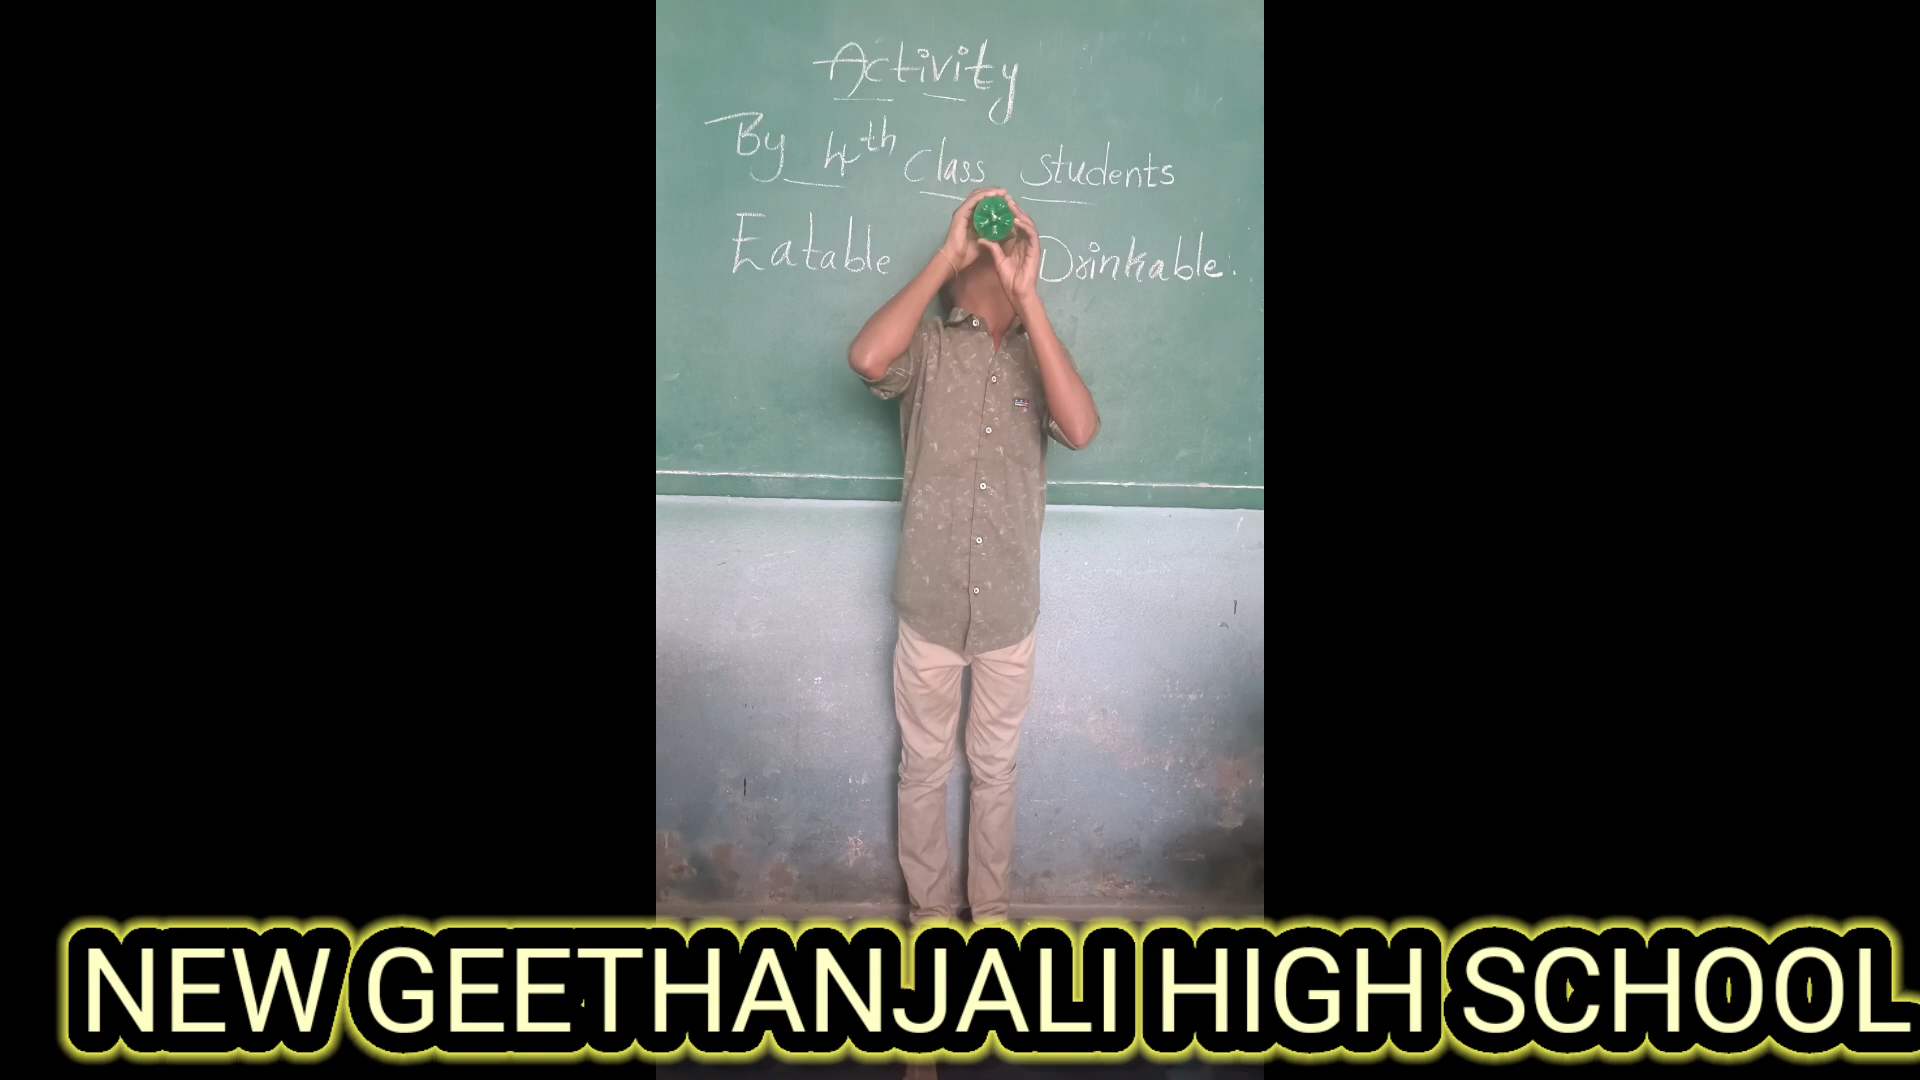 Activity
By 4th Class Students
Eatable Drinkable.
NEW GEETHANJALI HIGH SCHOOL